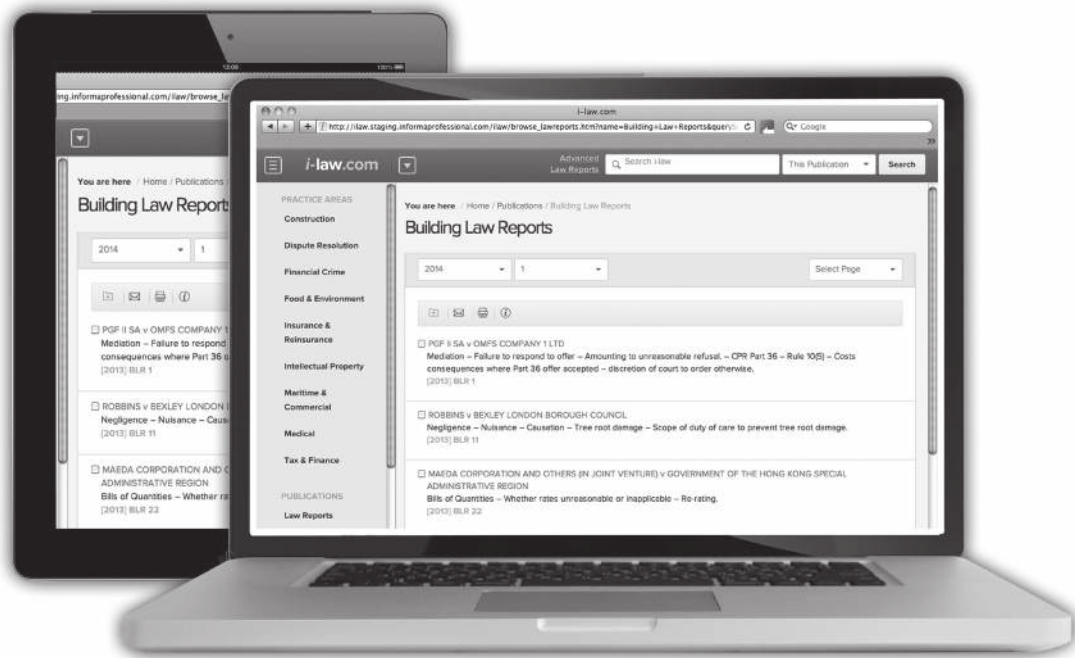 12:00
100%
ing.informaprofessional.com/ilaw/browse_la
You are here / Home / Publications /
Building Law Report
2014 1
PGF II SA v OMFS COMPANY 1
Mediation – Failure to respond
consequences where Part 36 o
[2013] BLR 1
ROBBINS v BEXLEY LONDON
Negligence – Nuisance – Causa
[2013] BLR 11
MAEDA CORPORATION AND O
ADMINISTRATIVE REGION
Bills of Quantities – Whether ra
[2013] BLR 22
i-law.com
http://ilaw.staging.informaprofessional.com/ilaw/browse_lawreports.htm?name=Building+Law+Reports&query Google
i-law.com Advanced Law Reports Search i-law This Publication Search
PRACTICE AREAS
Construction
Dispute Resolution
Financial Crime
Food & Environment
Insurance &
Reinsurance
Intellectual Property
Maritime &
Commercial
Medical
Tax & Finance
PUBLICATIONS
Law Reports
You are here / Home / Publications / Building Law Reports
Building Law Reports
2014 1 Select Page
PGF II SA v OMFS COMPANY 1 LTD
Mediation – Failure to respond to offer – Amounting to unreasonable refusal. – CPR Part 36 – Rule 10(5) – Costs
consequences where Part 36 offer accepted – discretion of court to order otherwise.
[2013] BLR 1
ROBBINS v BEXLEY LONDON BOROUGH COUNCIL
Negligence – Nuisance – Causation – Tree root damage – Scope of duty of care to prevent tree root damage.
[2013] BLR 11
MAEDA CORPORATION AND OTHERS (IN JOINT VENTURE) v GOVERNMENT OF THE HONG KONG SPECIAL
ADMINISTRATIVE REGION
Bills of Quantities – Whether rates unreasonable or inapplicable – Re-rating.
[2013] BLR 22